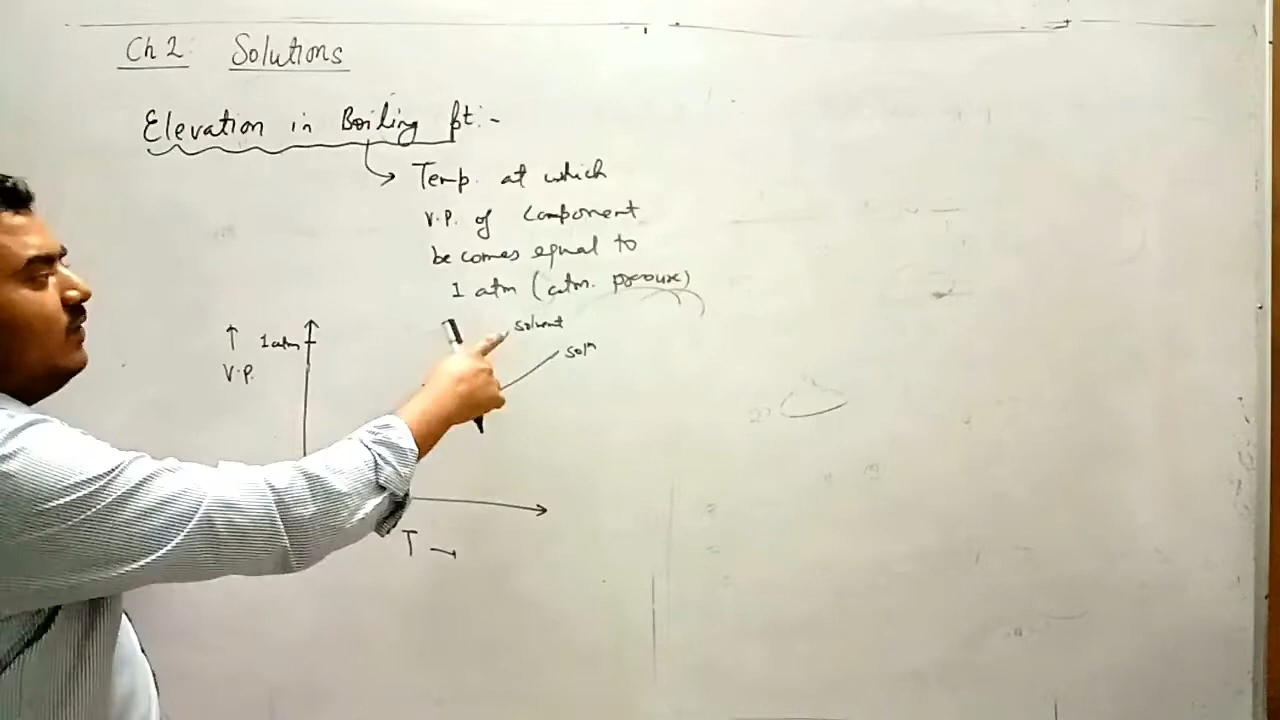 Ch 2 Solutions
Elevation in Boiling pt:-
Temp. at which
V.P. of component
becomes equal to
1 atm (atm. pressure)
solvent
1 atm
soln
V.P.
T